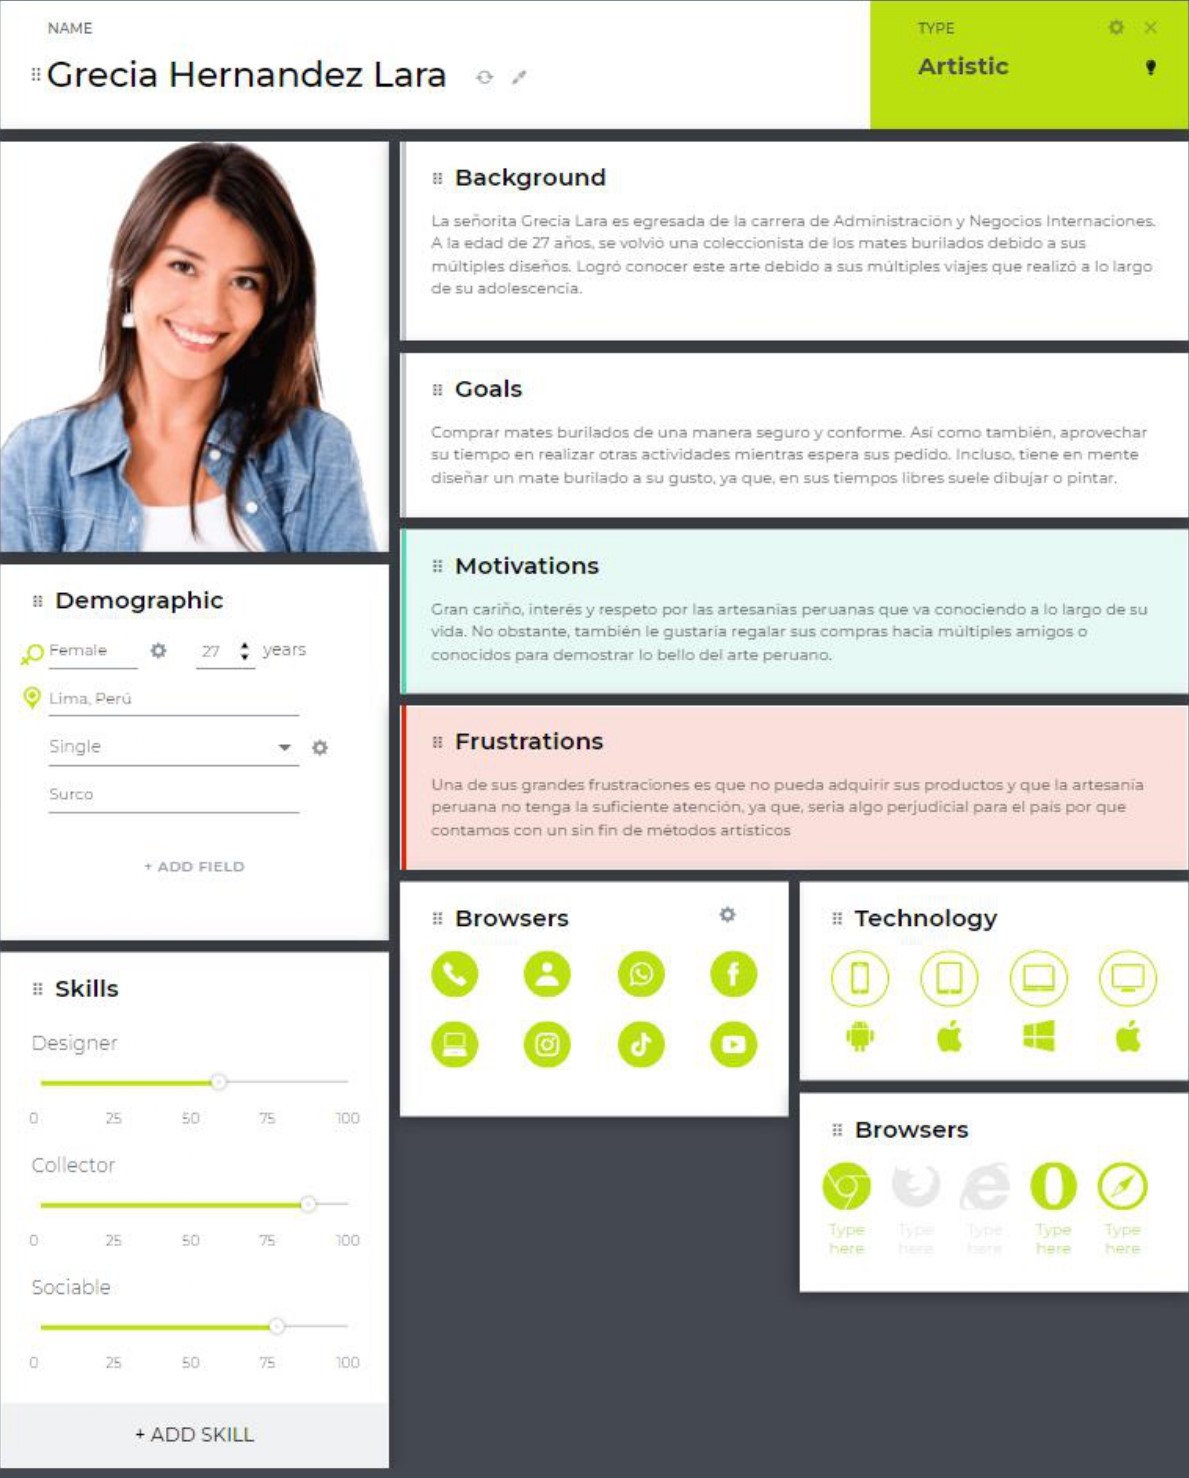 NAME
Grecia Hernandez Lara
TYPE
Artistic
Background
La señorita Grecia Lara es egresada de la carrera de Administración y Negocios Internaciones.
A la edad de 27 años, se volvió una coleccionista de los mates burilados debido a sus
múltiples diseños. Logró conocer este arte debido a sus múltiples viajes que realizó a lo largo
de su adolescencia.
Goals
Comprar mates burilados de una manera seguro y conforme. Así como también, aprovechar
su tiempo en realizar otras actividades mientras espera sus pedido. Incluso, tiene en mente
diseñar un mate burilado a su gusto, ya que, en sus tiempos libres suele dibujar o pintar.
Motivations
Gran cariño, interés y respeto por las artesanías peruanas que va conociendo a lo largo de su
vida. No obstante, también le gustaría regalar sus compras hacia múltiples amigos o
conocidos para demostrar lo bello del arte peruano.
Frustrations
Una de sus grandes frustraciones es que no pueda adquirir sus productos y que la artesanía
peruana no tenga la suficiente atención, ya que, sería algo perjudicial para el país por que
contamos con un sin fin de métodos artísticos
Demographic
Female 27 years
Lima, Perú
Single
Surco
+ ADD FIELD
Skills
Designer
0 25 50 75 100
Collector
0 25 50 75 100
Sociable
0 25 50 75 100
+ ADD SKILL
Browsers
Technology
Browsers
Type Type Type Type Type
here here here here here